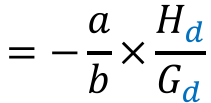 = − a/b × H_d/G_d